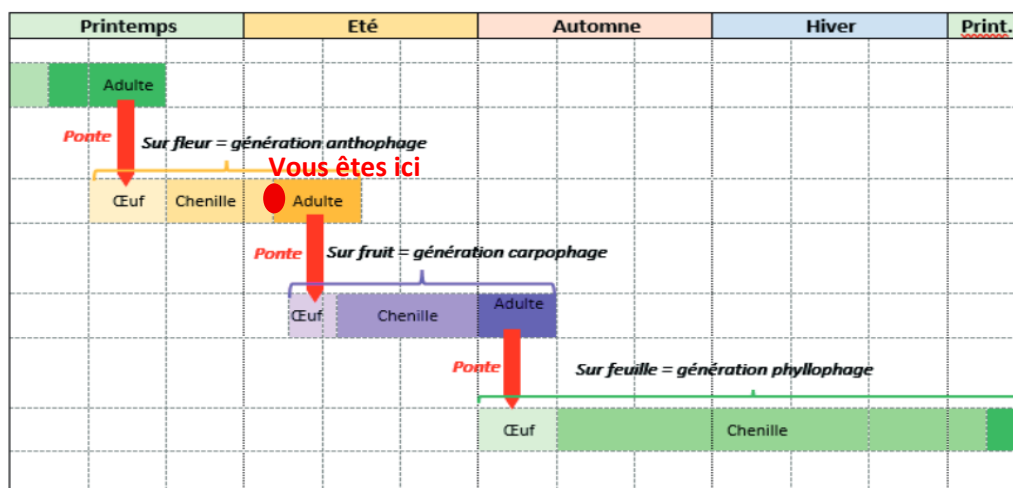 Printemps Eté Automne Hiver Print.
Adulte
Ponte
Sur fleur = génération anthophage
Vous êtes ici
Œuf Chenille Adulte
Ponte
Sur fruit = génération carpophage
Œuf Chenille Adulte
Ponte
Sur feuille = génération phyllophage
Œuf Chenille